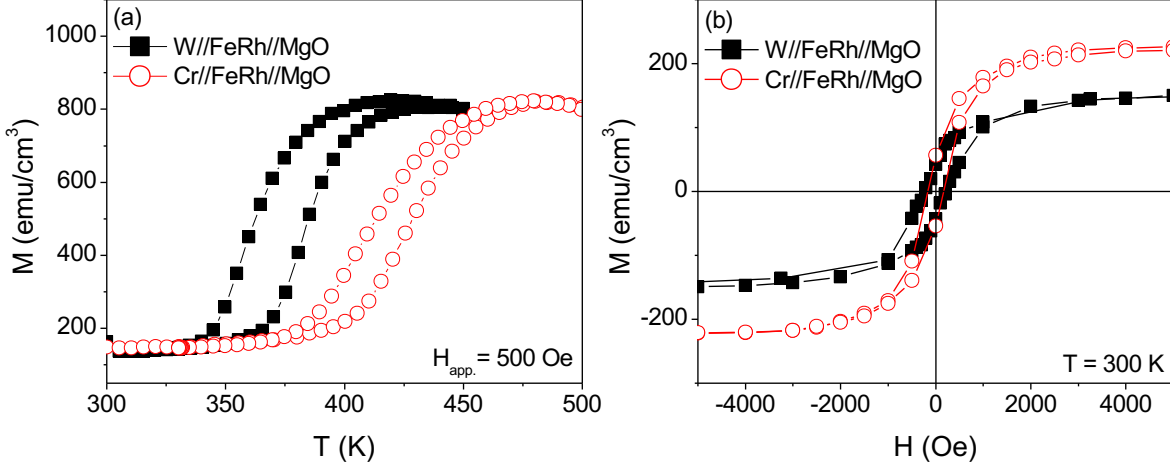 (a)
W//FeRh//MgO
Cr//FeRh//MgO
M (emu/cm³)
1000
800
600
400
200
H_app. = 500 Oe
300 350 400 450 500
T (K)
(b)
W//FeRh//MgO
Cr//FeRh//MgO
M (emu/cm³)
200
0
-200
T = 300 K
-4000 -2000 0 2000 4000
H (Oe)